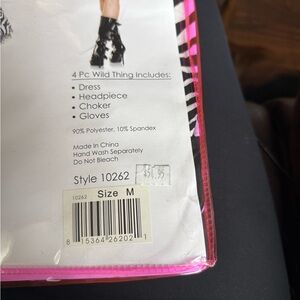 4 Pc Wild Thing Includes:
• Dress
• Headpiece
• Choker
• Gloves
90% Polyester, 10% Spandex
Made In China
Hand Wash Separately
Do Not Bleach
Style 10262
10262 Size M
8 15364 26202 1